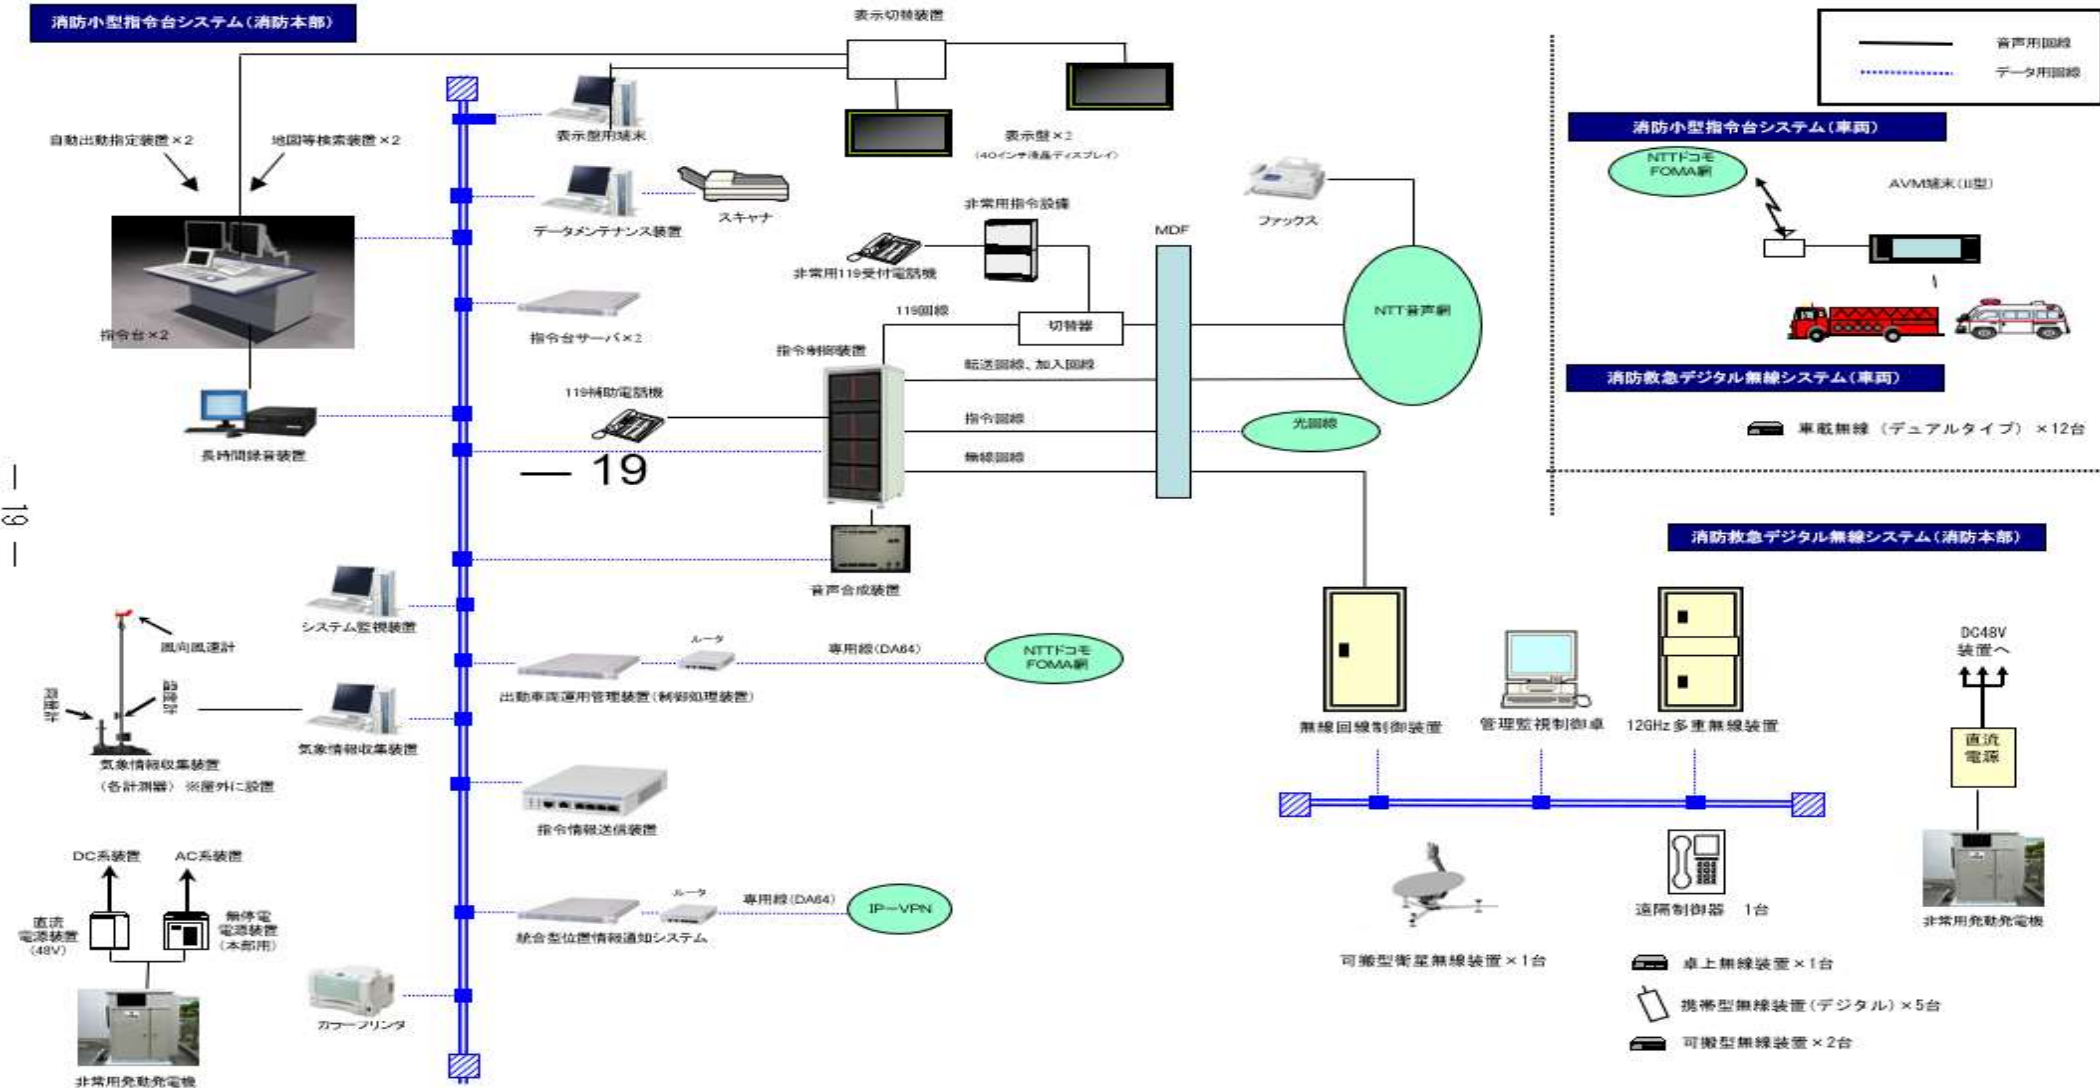 消防小型指令台システム(消防本部)
表示切替装置
音声用回線
データ用回線
自動出動指定装置×2
地図等検索装置×2
指令台×2
長時間録音装置
表示盤用端末
表示盤×2
(40インチ液晶ディスプレイ)
データメンテナンス装置
スキャナ
ファックス
非常用指令設備
非常用119受付電話機
MDF
NTT音声網
指令台サーバ×2
119回線
切替器
指令制御装置
転送回線、加入回線
119補助電話機
指令回線
光回線
無線回線
― 19
― 19 ―
音声合成装置
消防小型指令台システム(車両)
NTTドコモ
FOMA網
AVM端末(Ⅱ型)
消防救急デジタル無線システム(車両)
車載無線（デュアルタイプ）×12台
システム監視装置
風向風速計
温度計
雨量計
気象情報収集装置
（各計測器）※屋外に設置
気象情報収集装置
ルータ
専用線(DA64)
NTTドコモ
FOMA網
出動車両運用管理装置(制御処理装置)
指令情報送信装置
ルータ
専用線(DA64)
IP－VPN
統合型位置情報通知システム
カラープリンタ
DC系装置
AC系装置
直流
電源装置
(48V)
無停電
電源装置
(本部用)
非常用発動発電機
消防救急デジタル無線システム(消防本部)
無線回線制御装置
管理監視制御卓
12GHz多重無線装置
DC48V
装置へ
直流
電源
非常用発動発電機
可搬型衛星無線装置×1台
遠隔制御器　1台
卓上無線装置×1台
携帯型無線装置(デジタル)×5台
可搬型無線装置×2台